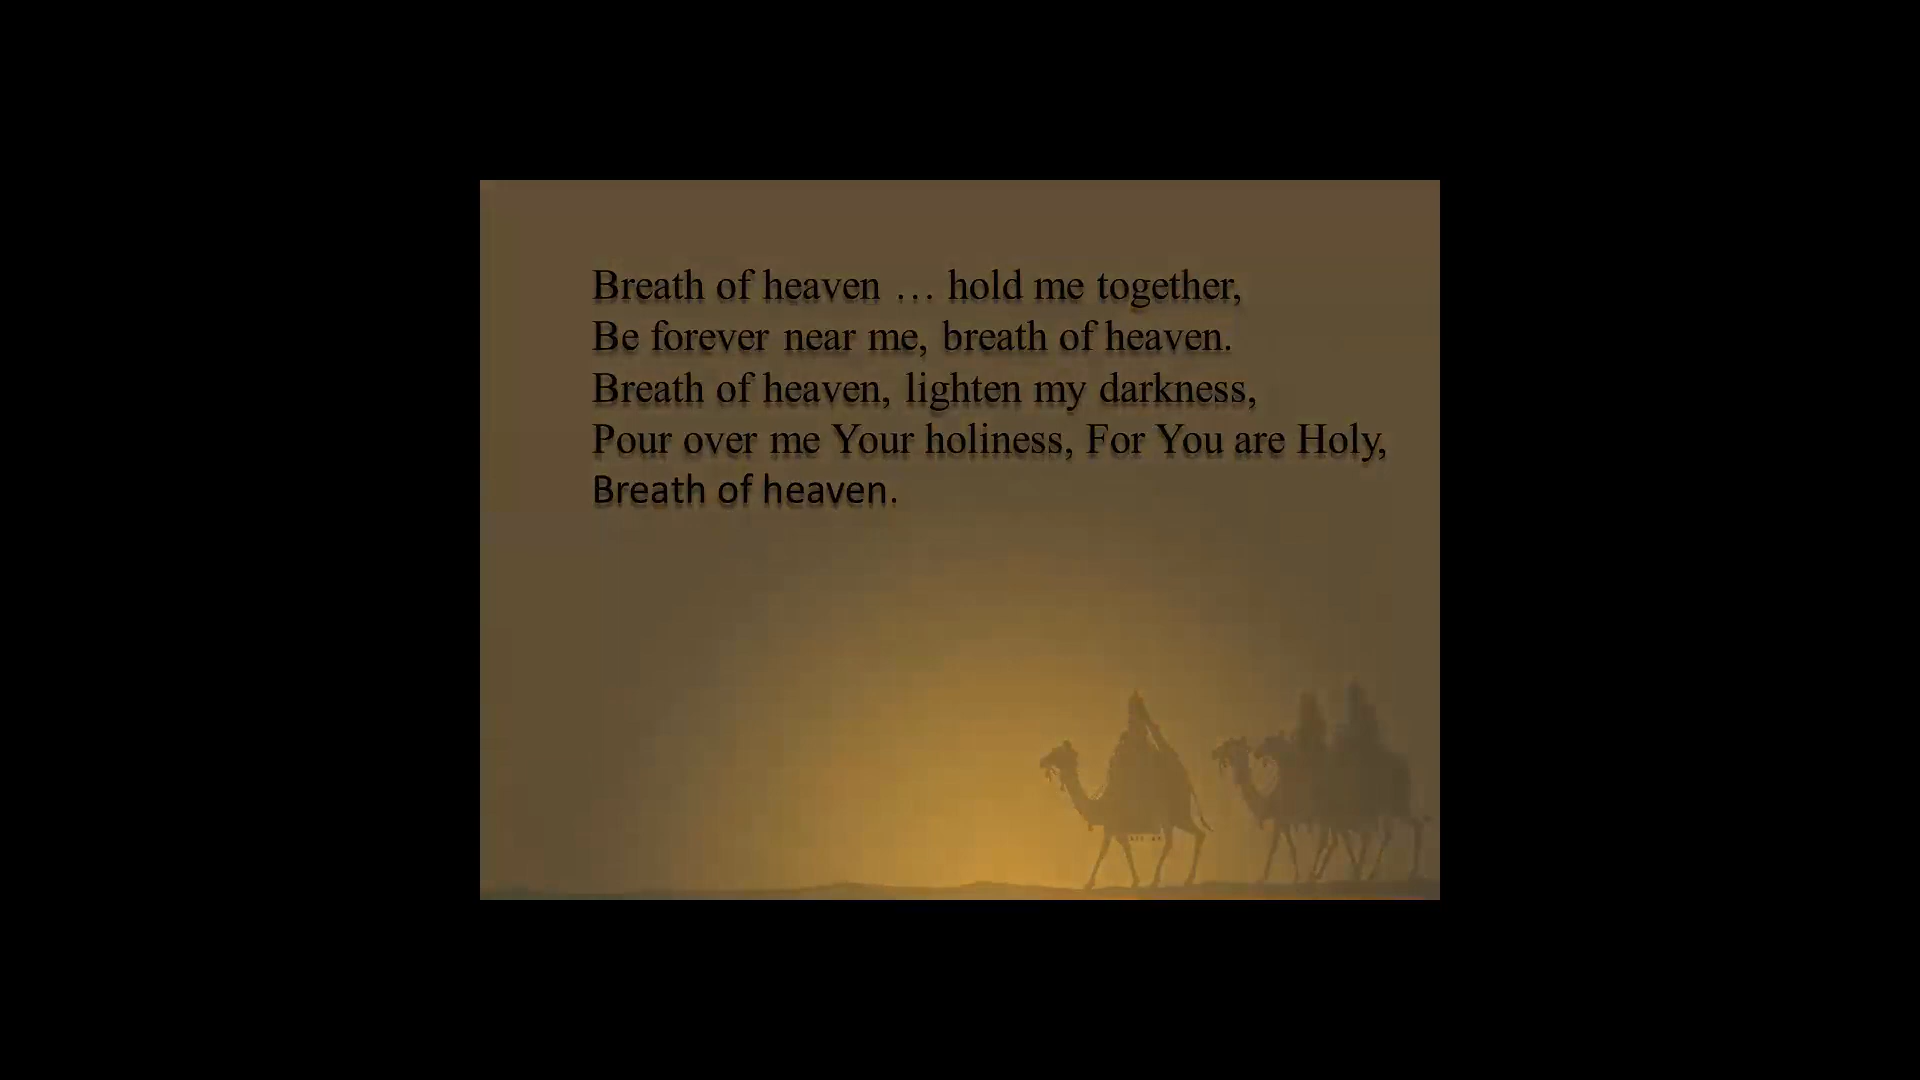 Breath of heaven … hold me together,
Be forever near me, breath of heaven.
Breath of heaven, lighten my darkness,
Pour over me Your holiness, For You are Holy,
Breath of heaven.